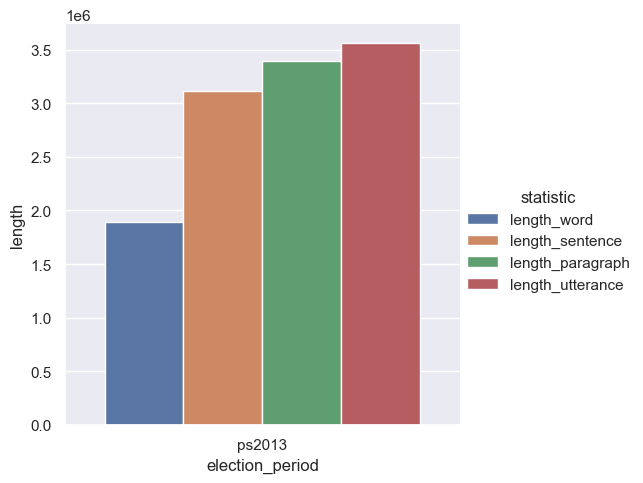 1e6
3.5
3.0
2.5
2.0
1.5
1.0
0.5
0.0
length
ps2013
election_period
statistic
length_word
length_sentence
length_paragraph
length_utterance